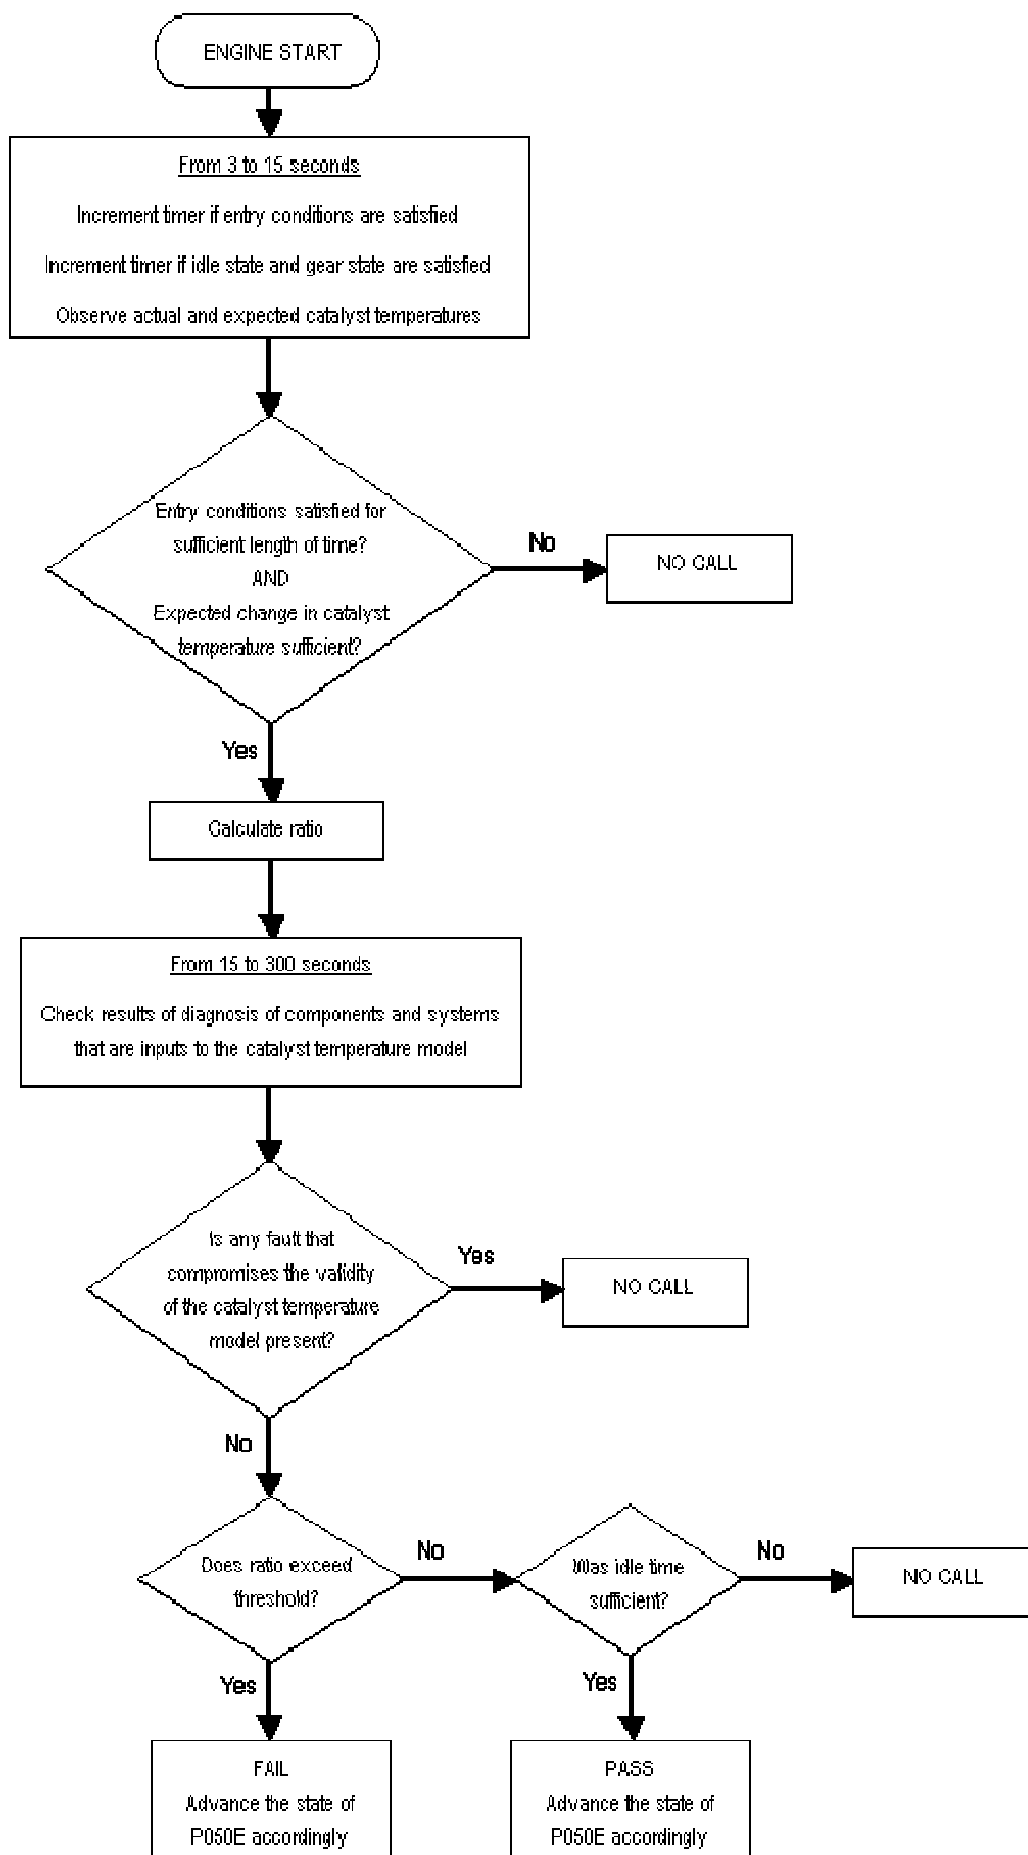 ENGINE START
From 3 to 15 seconds
Increment timer if entry conditions are satisfied
Increment timer if idle state and gear state are satisfied
Observe actual and expected catalyst temperatures
Entry conditions satisfied for
sufficient length of time?
AND
Expected change in catalyst
temperature sufficient?
No
NO CALL
Yes
Calculate ratio
From 15 to 300 seconds
Check results of diagnosis of components and systems
that are inputs to the catalyst temperature model
Is any fault that
compromises the validity
of the catalyst temperature
model present?
Yes
NO CALL
No
Does ratio exceed
threshold?
No
Was idle time
sufficient?
No
NO CALL
Yes
Yes
FAIL
Advance the state of
P050E accordingly
PASS
Advance the state of
P050E accordingly